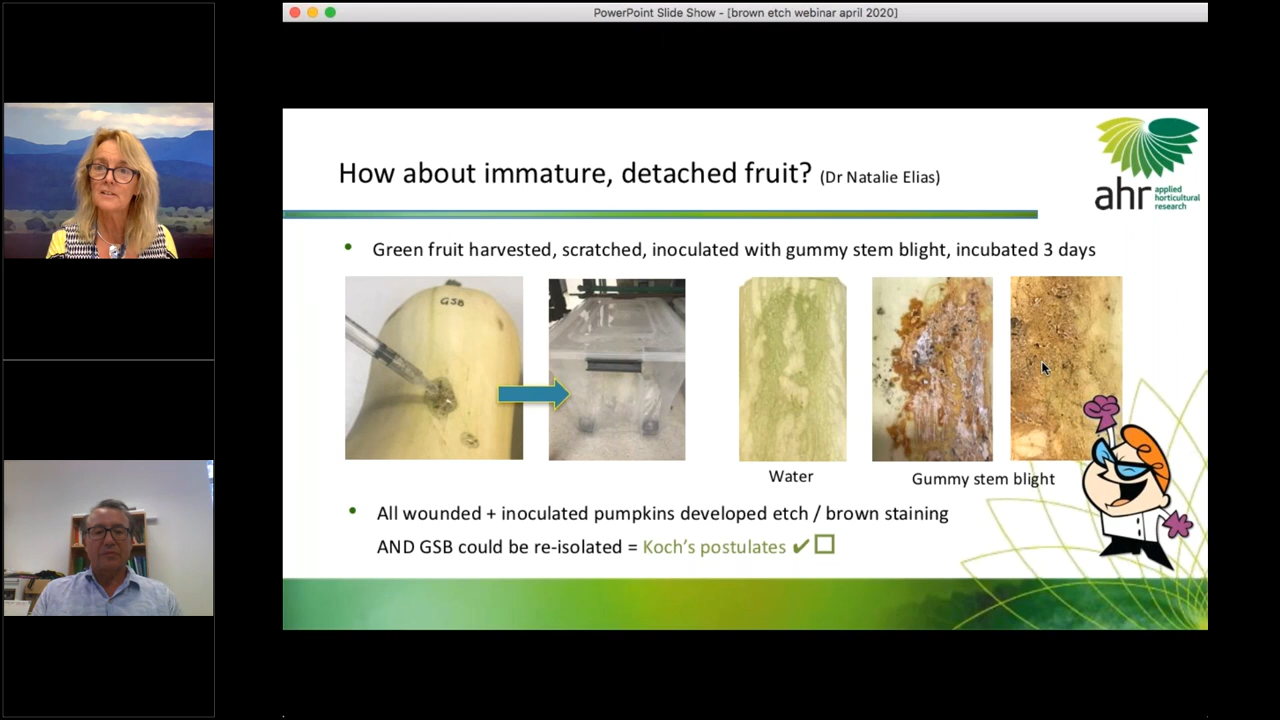 PowerPoint Slide Show - [brown etch webinar april 2020]
How about immature, detached fruit? (Dr Natalie Elias)
ahr applied
horticultural
research
• Green fruit harvested, scratched, inoculated with gummy stem blight, incubated 3 days
GSB
Water
Gummy stem blight
• All wounded + inoculated pumpkins developed etch / brown staining
AND GSB could be re-isolated = Koch's postulates ✔